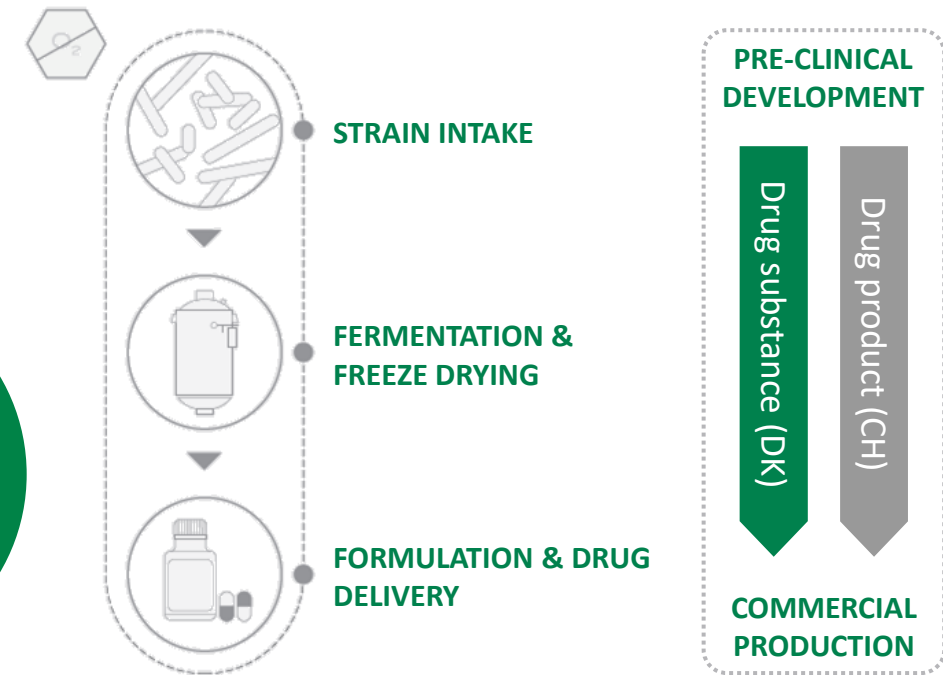 O₂
STRAIN INTAKE
FERMENTATION &
FREEZE DRYING
FORMULATION & DRUG
DELIVERY
PRE-CLINICAL
DEVELOPMENT
Drug substance (DK)
Drug product (CH)
COMMERCIAL
PRODUCTION